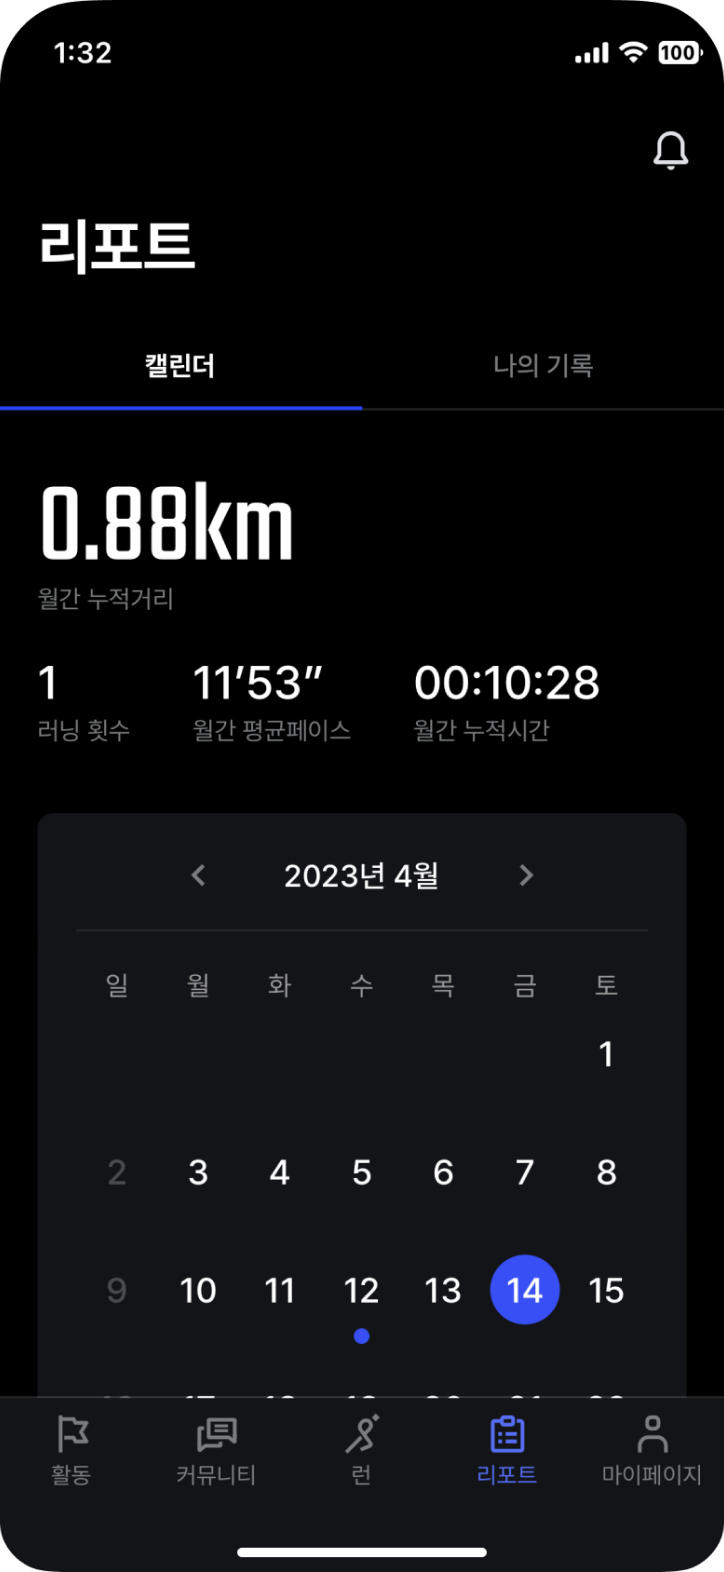 1:32
100
리포트
캘린더 나의 기록
0.88km
월간 누적거리
1 11’53” 00:10:28
러닝 횟수 월간 평균페이스 월간 누적시간
2023년 4월
일 월 화 수 목 금 토
1
2 3 4 5 6 7 8
9 10 11 12 13 14 15
활동 커뮤니티 런 리포트 마이페이지